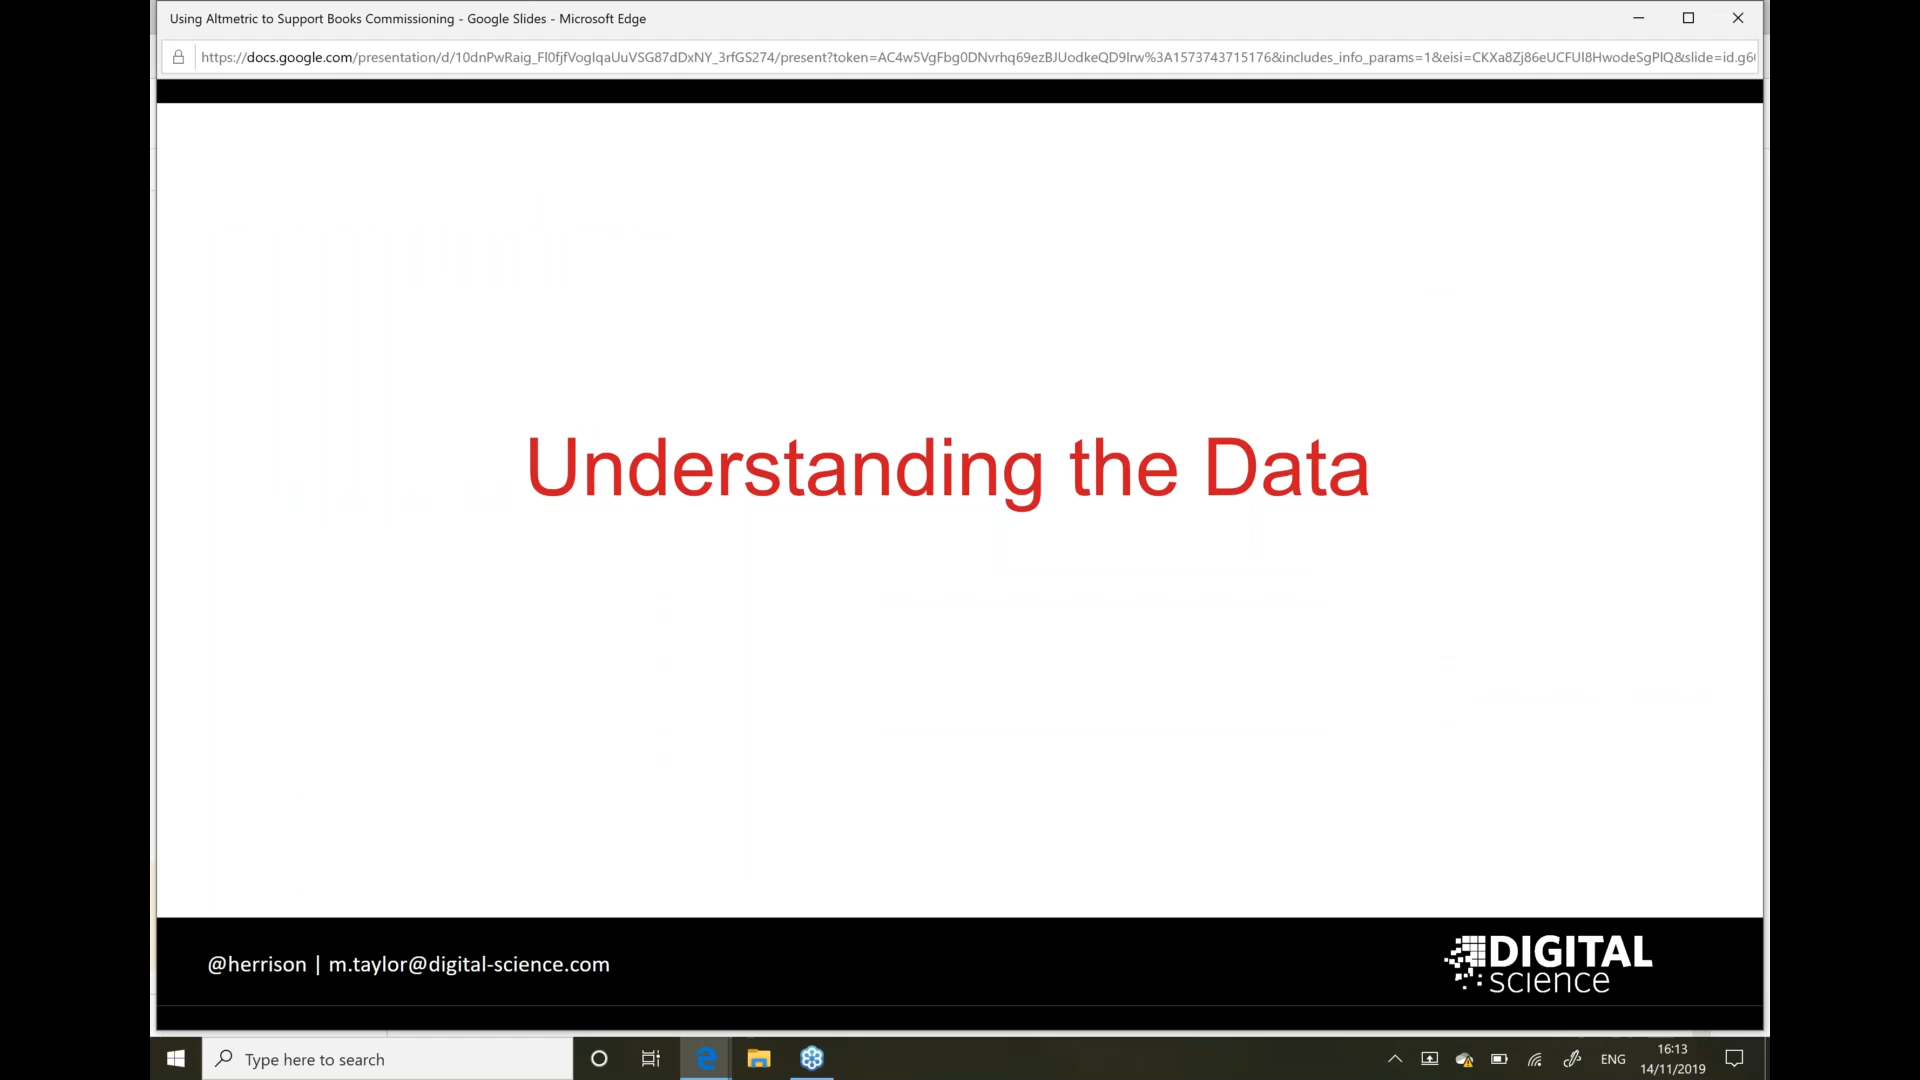 Using Altmetric to Support Books Commissioning - Google Slides - Microsoft Edge
https://docs.google.com/presentation/d/10dnPwRaig_Fl0fjfVogIqaUuVSG87dDxNY_3rfGS274/present?token=AC4w5VgFbg0DNvrhq69ezBJUodkeQD9lrw%3A1573743715176&includes_info_params=1&eisi=CKXa8Zj86eUCFUl8HwodeSgPlQ&slide=id.g6
Understanding the Data
@herrison | m.taylor@digital-science.com
DIGITAL
science
Type here to search
ENG
16:13
14/11/2019